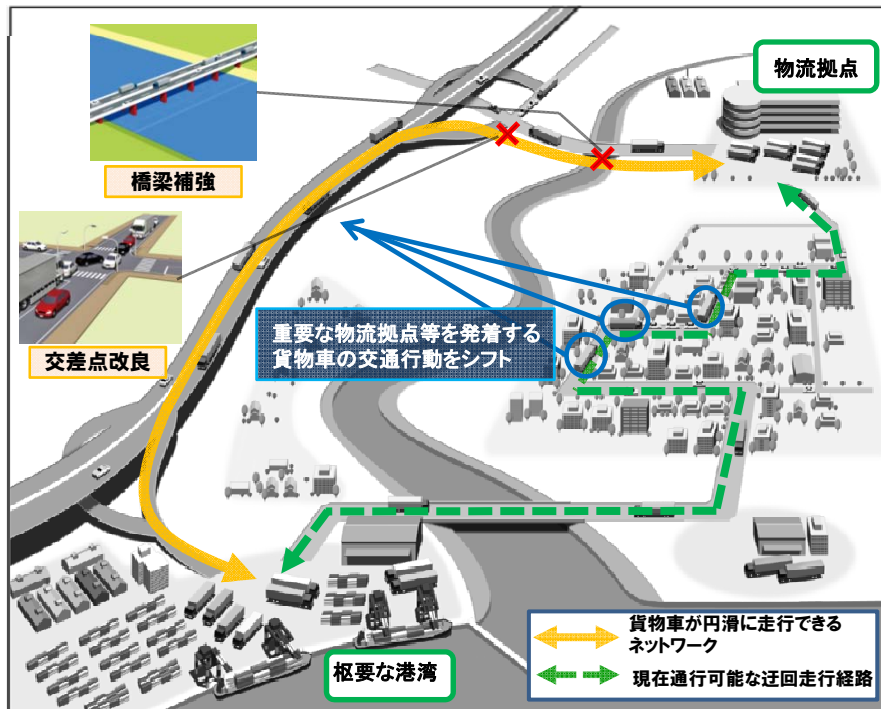 物流拠点
橋梁補強
交差点改良
重要な物流拠点等を発着する
貨物車の交通行動をシフト
枢要な港湾
貨物車が円滑に走行できる
ネットワーク
現在通行可能な迂回走行経路